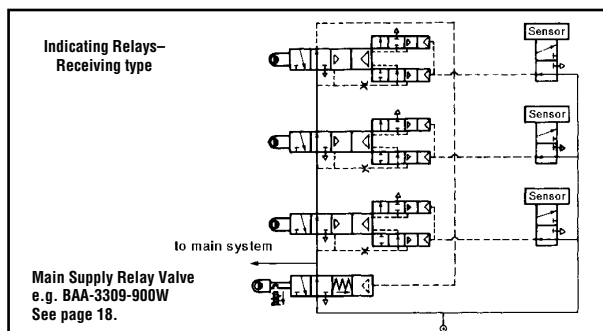 Indicating Relays–
Receiving type
Sensor
Sensor
Sensor
to main system
Main Supply Relay Valve
e.g. BAA-3309-900W
See page 18.